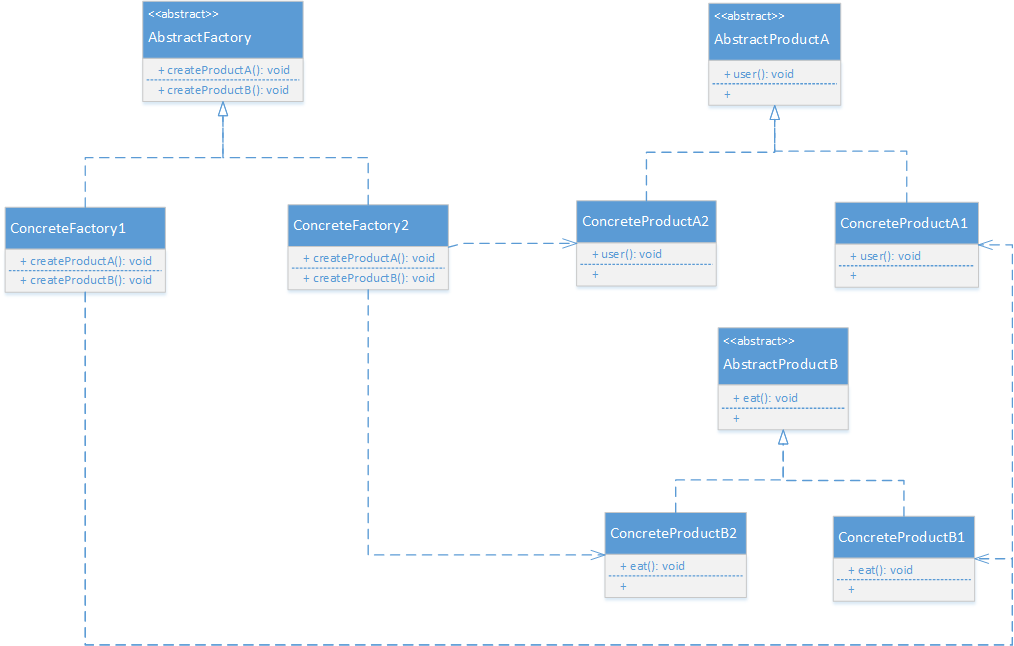 <<abstract>>
AbstractFactory
+ createProductA(): void
+ createProductB(): void
<<abstract>>
AbstractProductA
+ user(): void
+
ConcreteFactory1
+ createProductA(): void
+ createProductB(): void
ConcreteFactory2
+ createProductA(): void
+ createProductB(): void
ConcreteProductA2
+ user(): void
+
ConcreteProductA1
+ user(): void
+
<<abstract>>
AbstractProductB
+ eat(): void
+
ConcreteProductB2
+ eat(): void
+
ConcreteProductB1
+ eat(): void
+